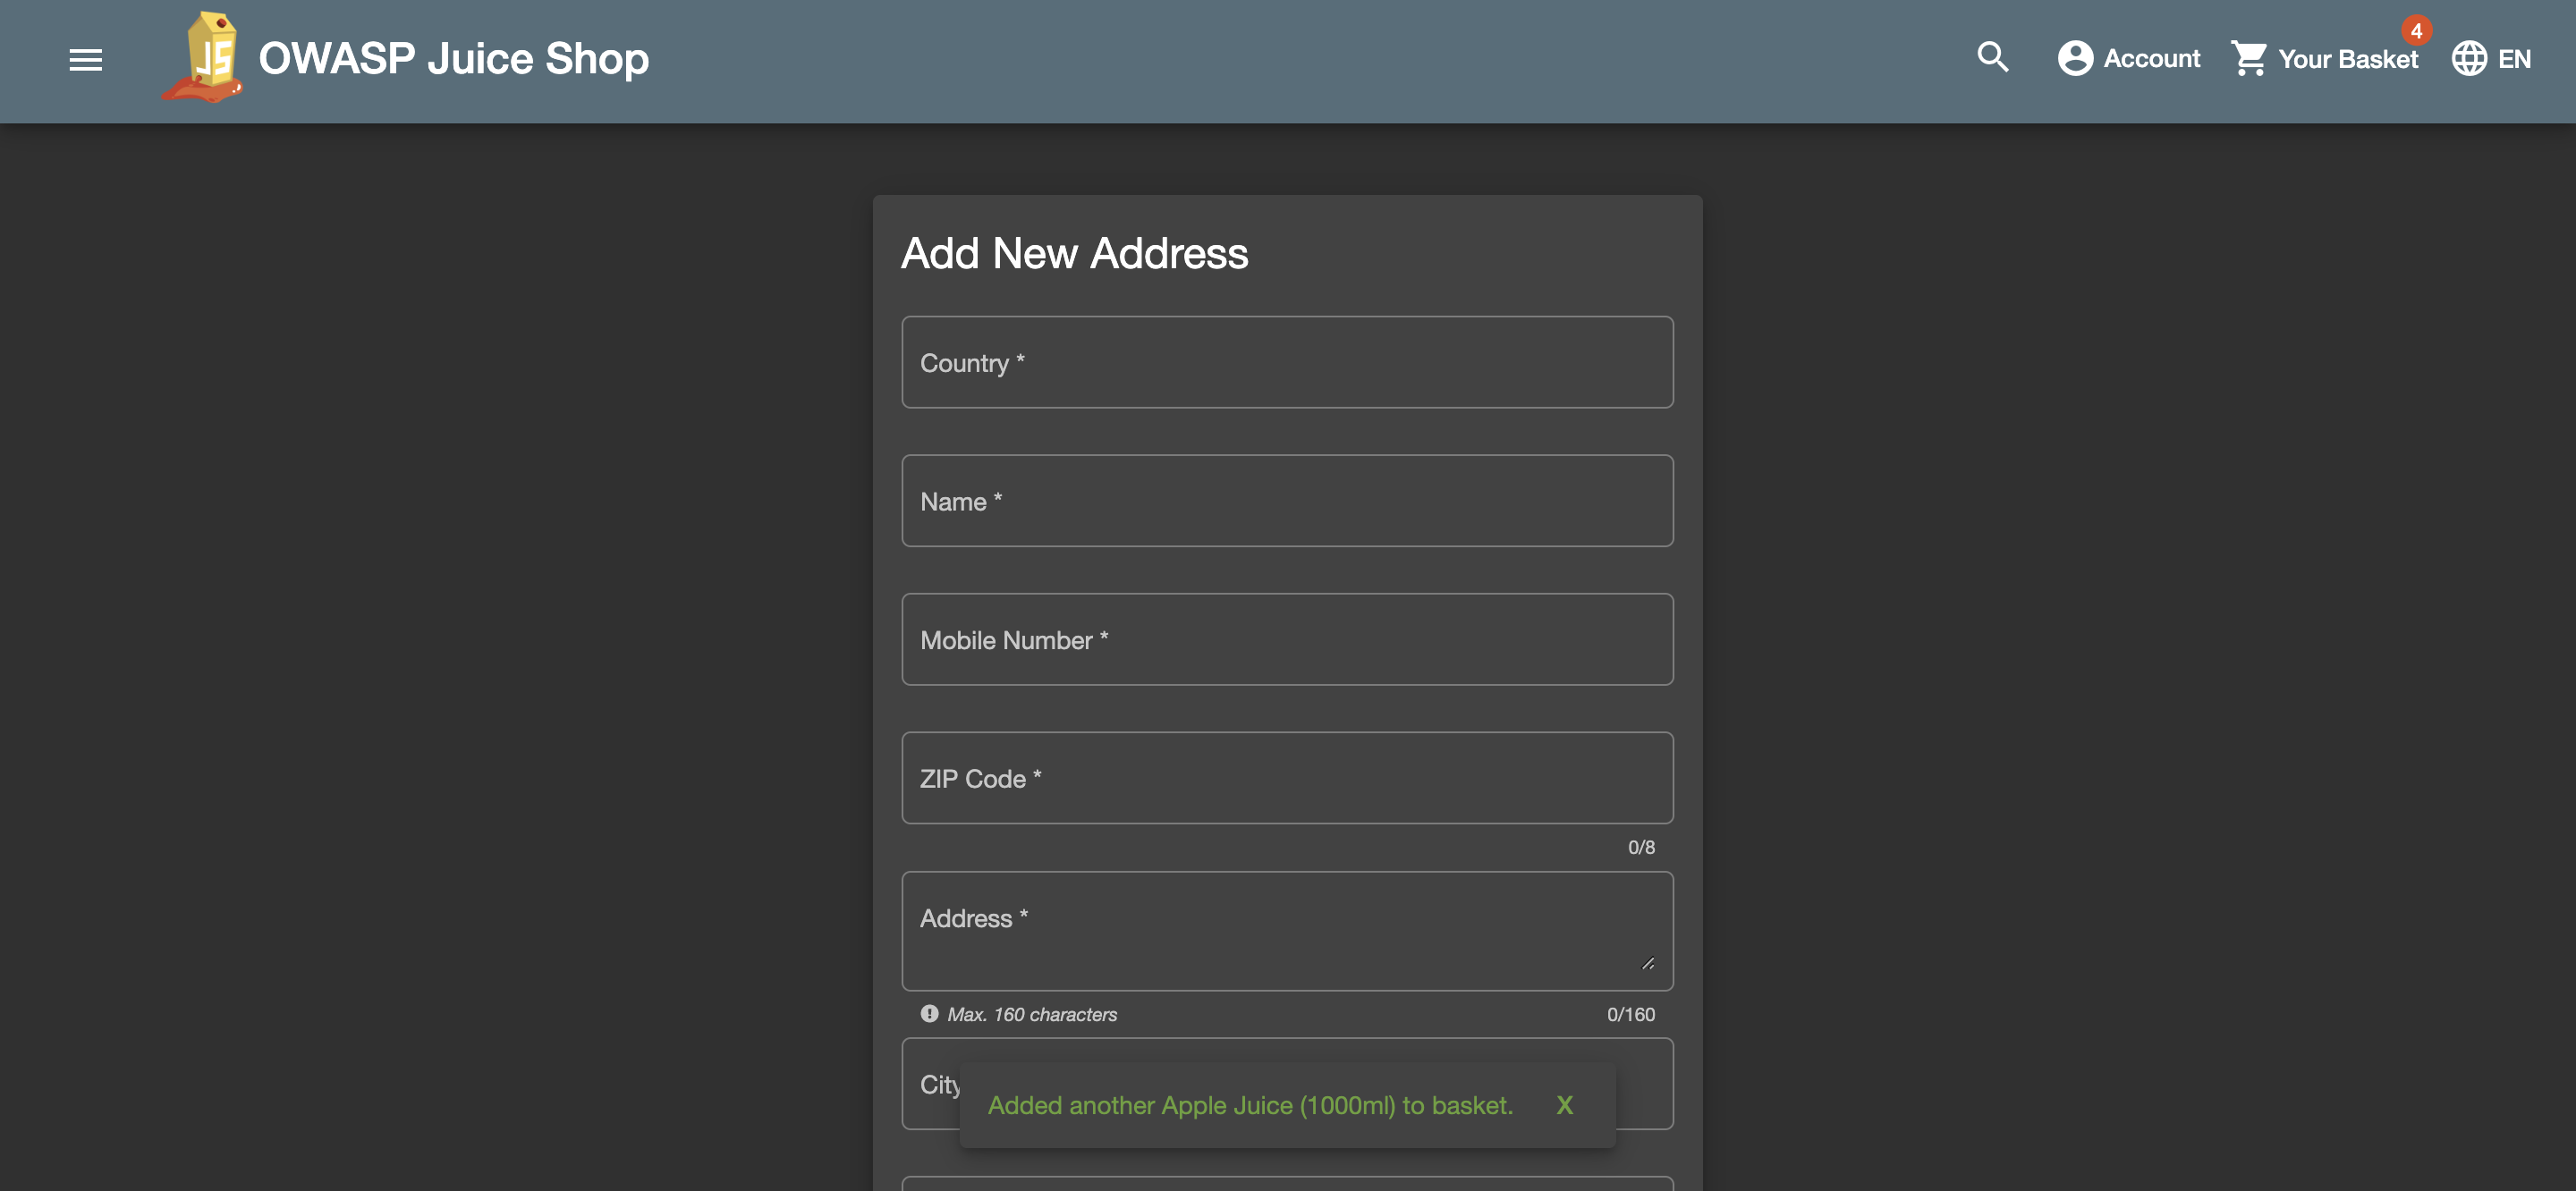 JS
OWASP Juice Shop
Account
Your Basket
4
EN
Add New Address
Country *
Name *
Mobile Number *
ZIP Code *
0/8
Address *
Max. 160 characters
0/160
City
Added another Apple Juice (1000ml) to basket. X